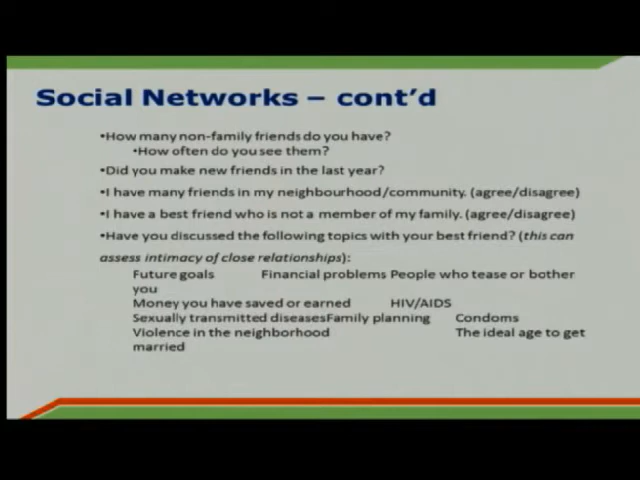 Social Networks – cont’d
•How many non-family friends do you have?
•How often do you see them?
•Did you make new friends in the last year?
•I have many friends in my neighbourhood/community. (agree/disagree)
•I have a best friend who is not a member of my family. (agree/disagree)
•Have you discussed the following topics with your best friend? (this can
assess intimacy of close relationships):
Future goals Financial problems People who tease or bother
you
Money you have saved or earned HIV/AIDS
Sexually transmitted diseasesFamily planning Condoms
Violence in the neighborhood The ideal age to get
married